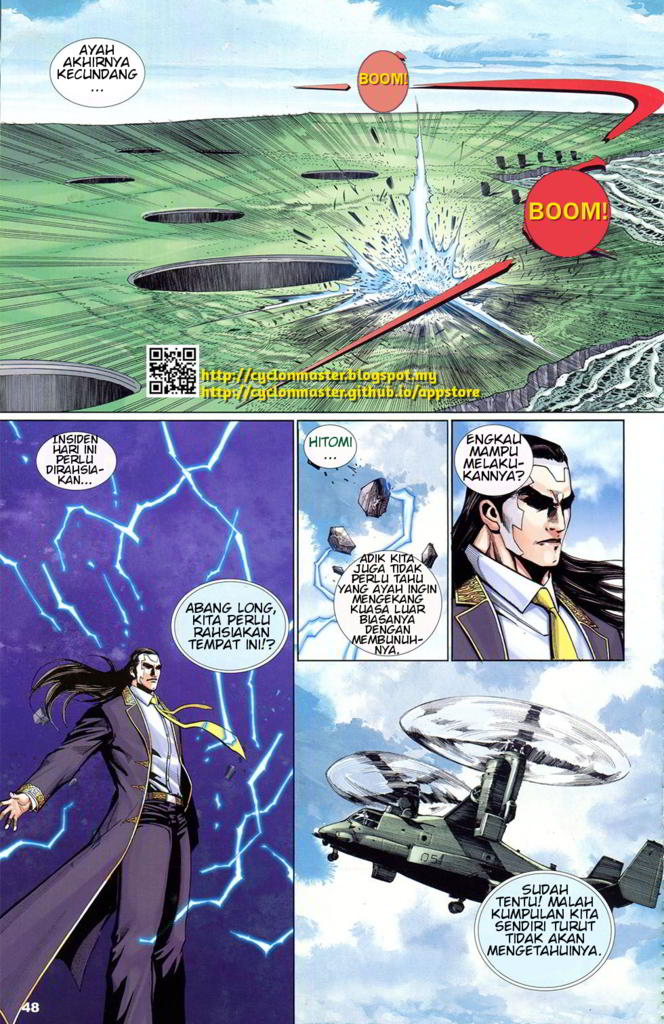 AYAH
AKHIRNYA
KECUNDANG
...
BOOM!
BOOM!
http://cyclonmaster.blogspot.my
http://cyclonmaster.github.io/appstore
INSIDEN
HARI INI
PERLU
DIRAHSIA-
KAN...
ABANG LONG,
KITA PERLU
RAHSIAKAN
TEMPAT INI!?
HITOMI
...
ADIK KITA
JUGA TIDAK
PERLU TAHU
YANG AYAH INGIN
MENGEKANG
KUASA LUAR
BIASANYA
DENGAN
MEMBUNUH-
NYA.
ENGKAU
MAMPU
MELAKU-
KANNYA?
051
SUDAH
TENTU! MALAH
KUMPULAN KITA
SENDIRI TURUT
TIDAK AKAN
MENGETAHUINYA.
48